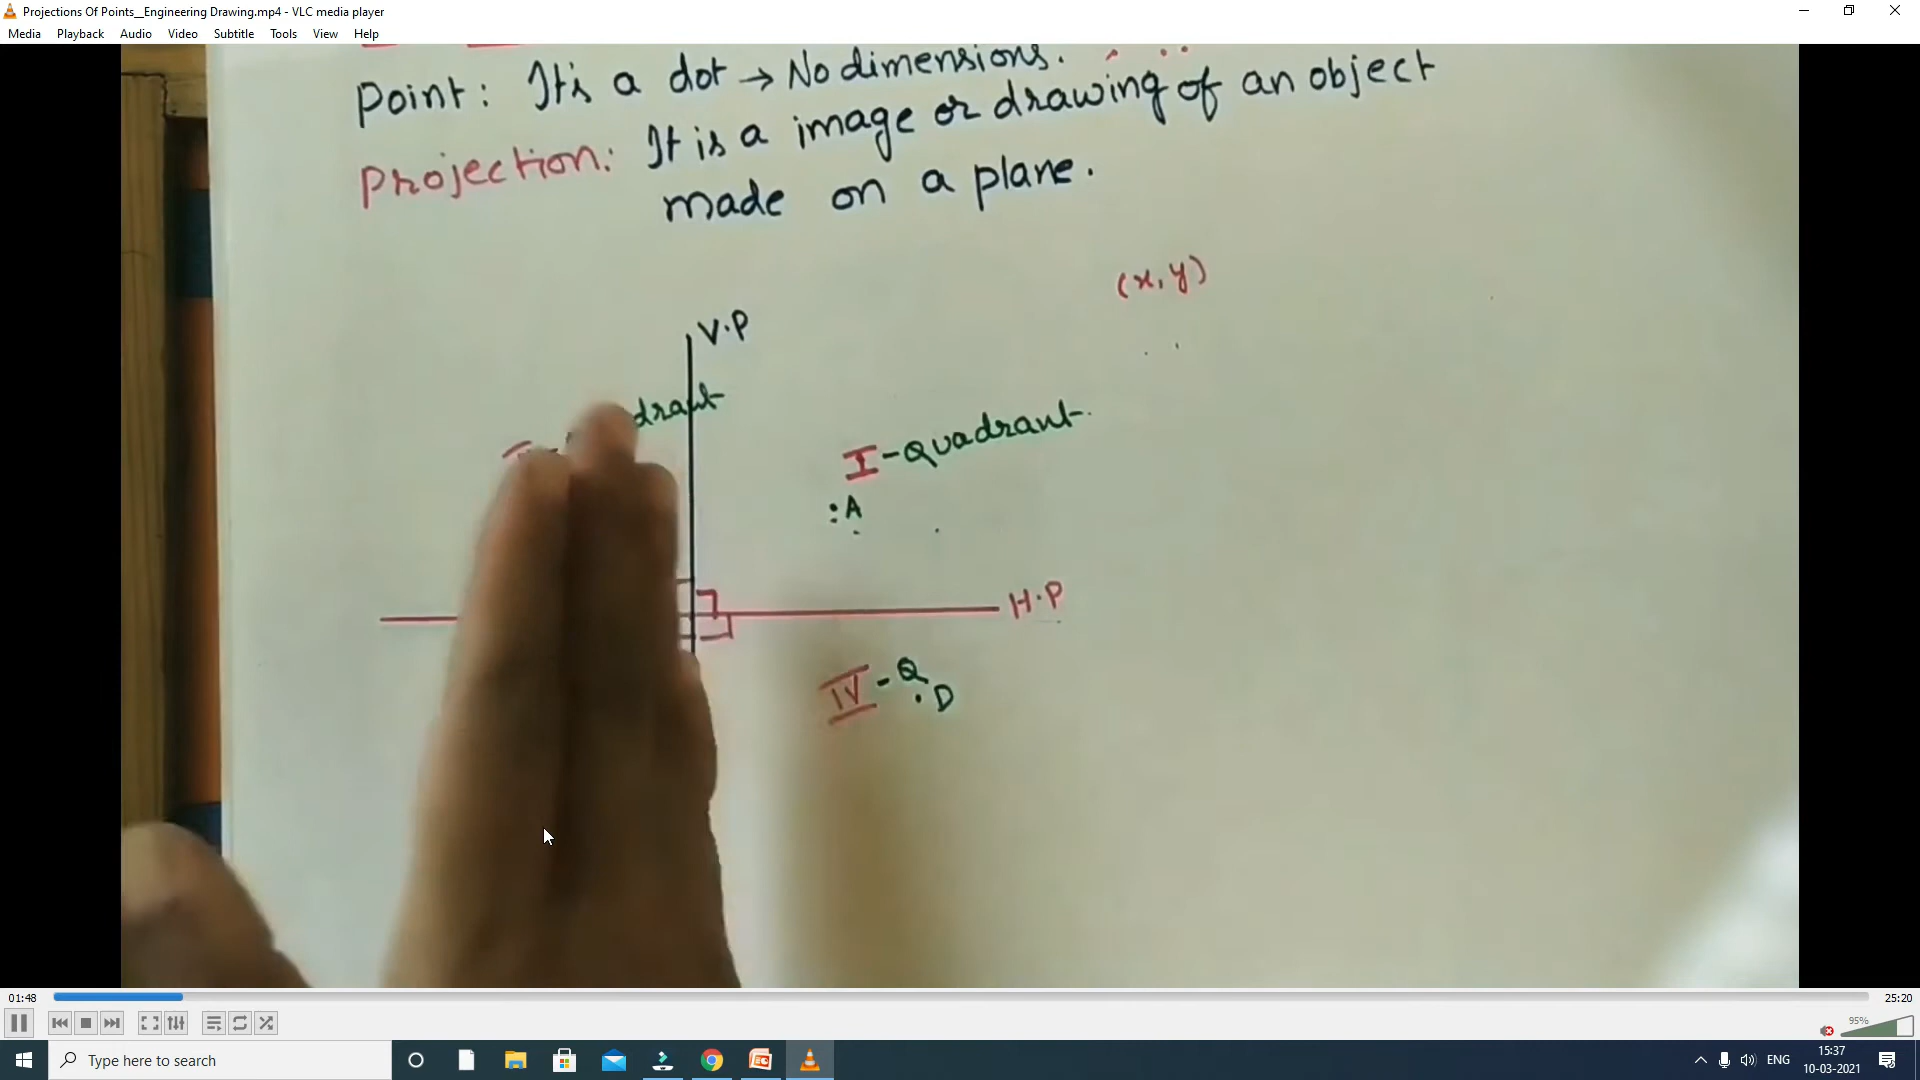 Projections Of Points__Engineering Drawing.mp4 - VLC media player
Media Playback Audio Video Subtitle Tools View Help
Point: It's a dot → No dimensions.
Projection: It is a image or drawing of an object
made on a plane.
(x, y)
V.P
I-Quadrant
:A
H.P
IV-Q
.D
01:48
25:20
95%
Type here to search
ENG
15:37
10-03-2021